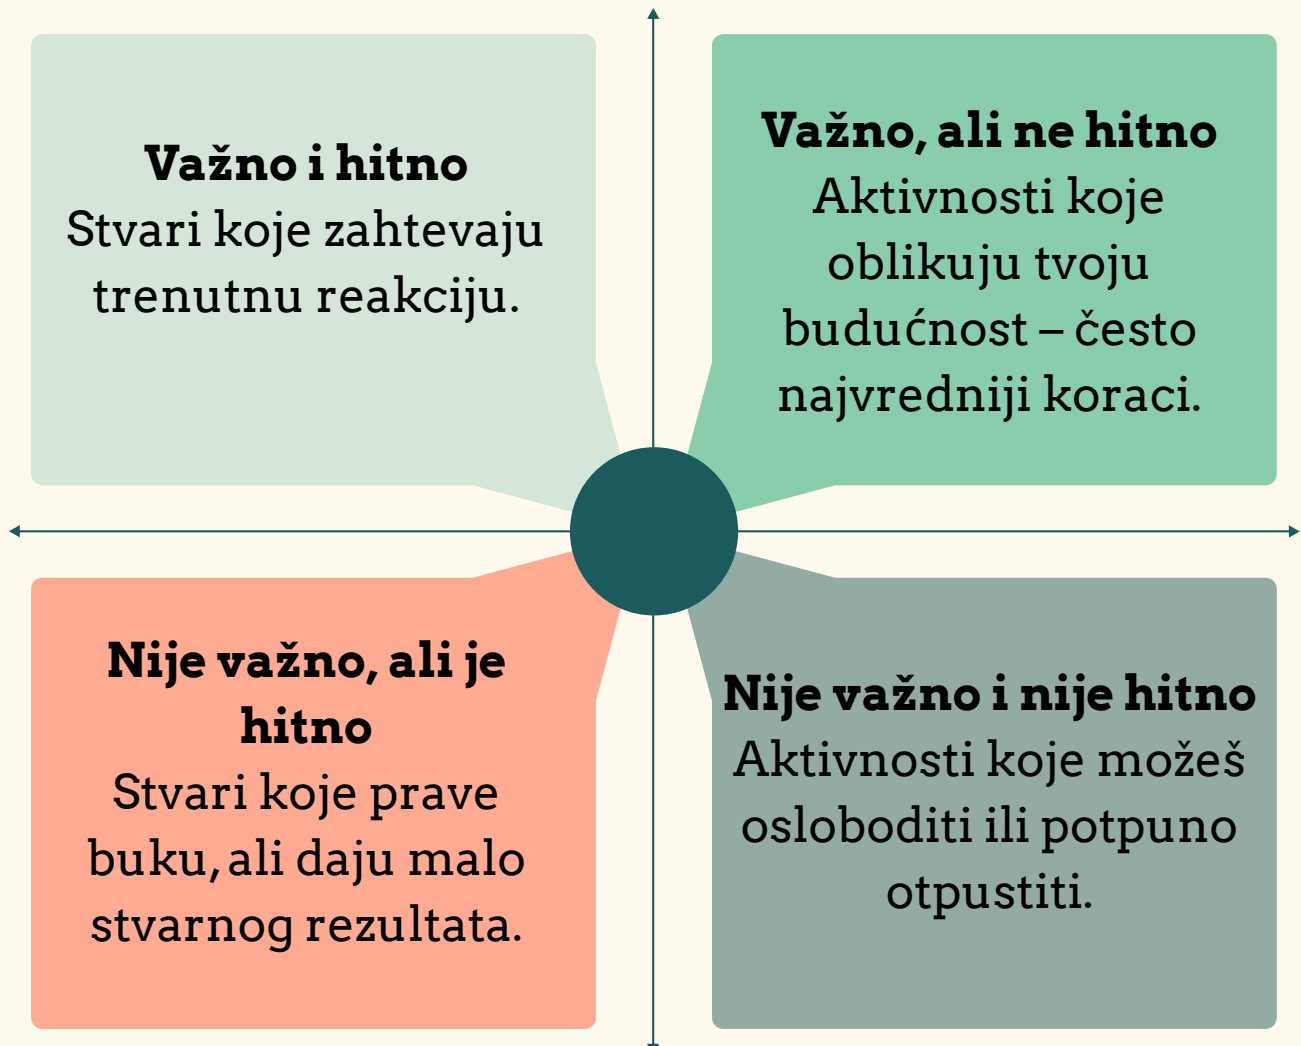 Važno i hitno
Stvari koje zahtevaju
trenutnu reakciju.
Važno, ali ne hitno
Aktivnosti koje
oblikuju tvoju
budućnost – često
najvredniji koraci.
Nije važno, ali je
hitno
Stvari koje prave
buku, ali daju malo
stvarnog rezultata.
Nije važno i nije hitno
Aktivnosti koje možeš
osloboditi ili potpuno
otpustiti.